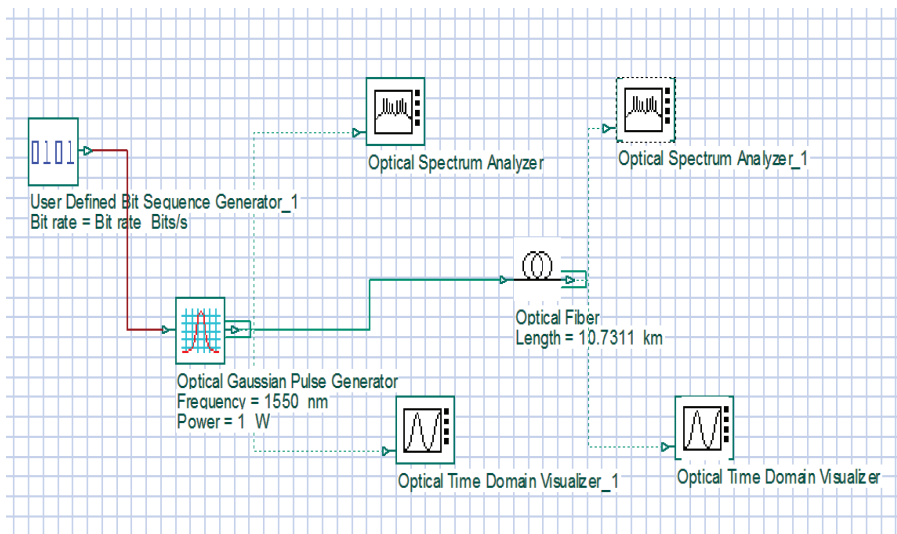 Optical Spectrum Analyzer
Optical Spectrum Analyzer_1
0101
User Defined Bit Sequence Generator_1
Bit rate = Bit rate Bits/s
Optical Fiber
Length = 10.7311 km
Optical Gaussian Pulse Generator
Frequency = 1550 nm
Power = 1 W
Optical Time Domain Visualizer_1
Optical Time Domain Visualizer